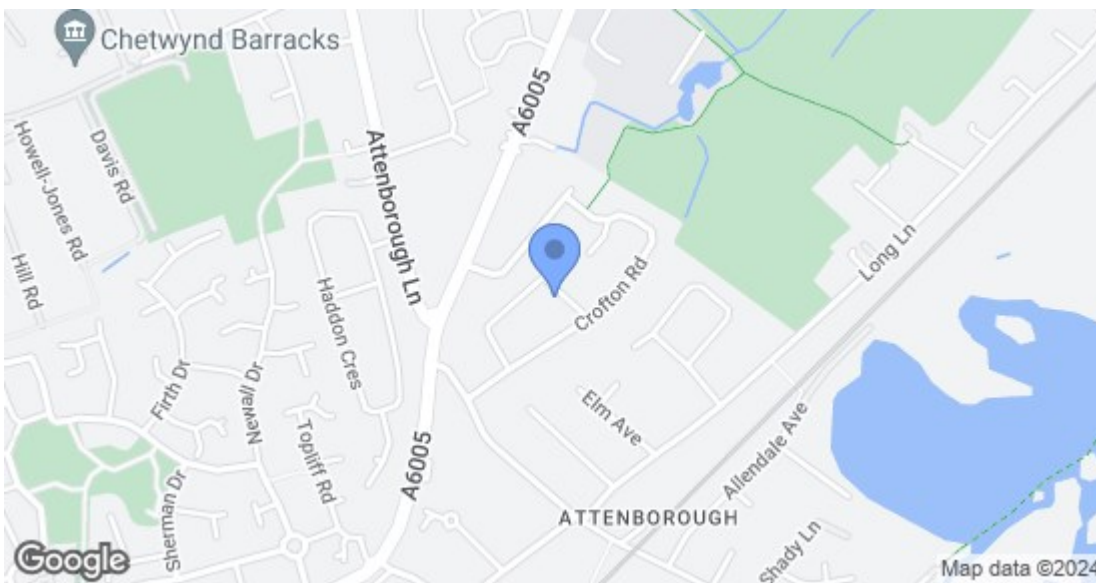 Chetwynd Barracks
A6005
Attenborough Ln
Davis Rd
Howell-Jones Rd
Hill Rd
Haddon Cres
Long Ln
Crofton Rd
Firth Dr
Newall Dr
Topliff Rd
Elm Ave
A6005
Allendale Ave
Sherman Dr
ATTENBOROUGH
Shady Ln
Google
Map data ©2024